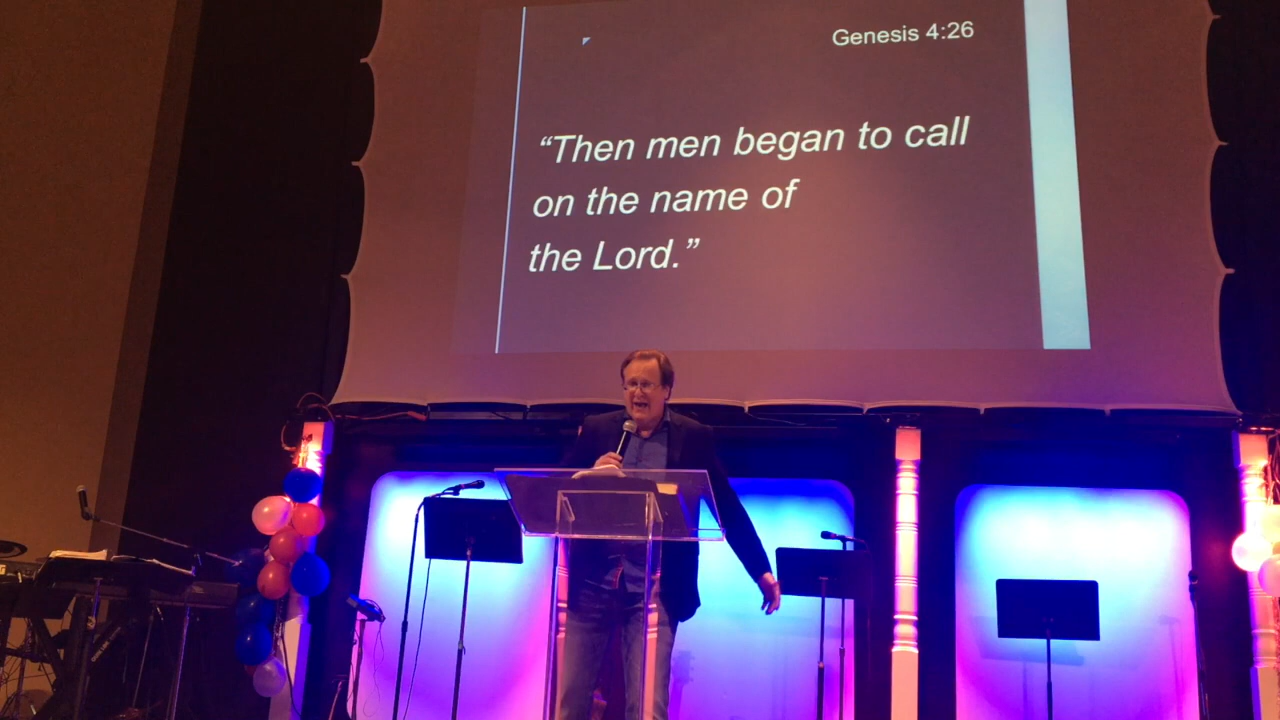 Genesis 4:26
“Then men began to call
on the name of
the Lord.”